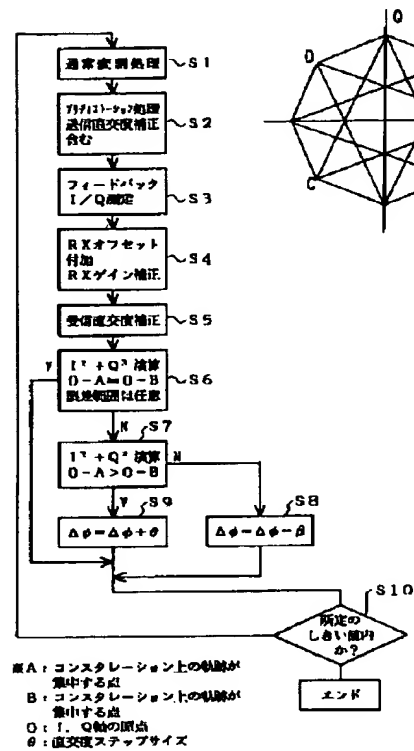 通常変調処理
S1
プリディストーション処理
送信直交度補正
含む
S2
フィードバック
I/Q測定
S3
RXオフセット
付加
RXゲイン補正
S4
受信直交度補正
S5
I²+Q²演算
O-A=O-B
誤差範囲は任意
S6
Y
N
S7
I²+Q²演算
O-A>O-B
N
Y
S9
S8
Δφ=Δφ+θ
Δφ=Δφ-θ
S10
所定の
しきい値内
か?
エンド
※A:コンスタレーション上の軌跡が
集中する点
B:コンスタレーション上の軌跡が
集中する点
O:I,Q軸の原点
θ:直交度ステップサイズ
Q
D
C